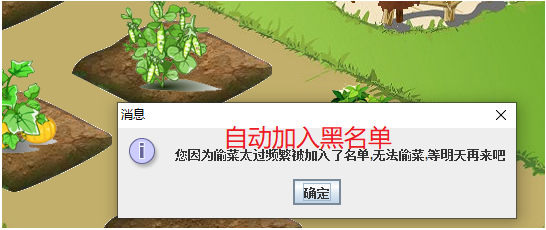 消息
自动加入黑名单
您因为偷菜太过频繁被加入了名单,无法偷菜,等明天再来吧
确定